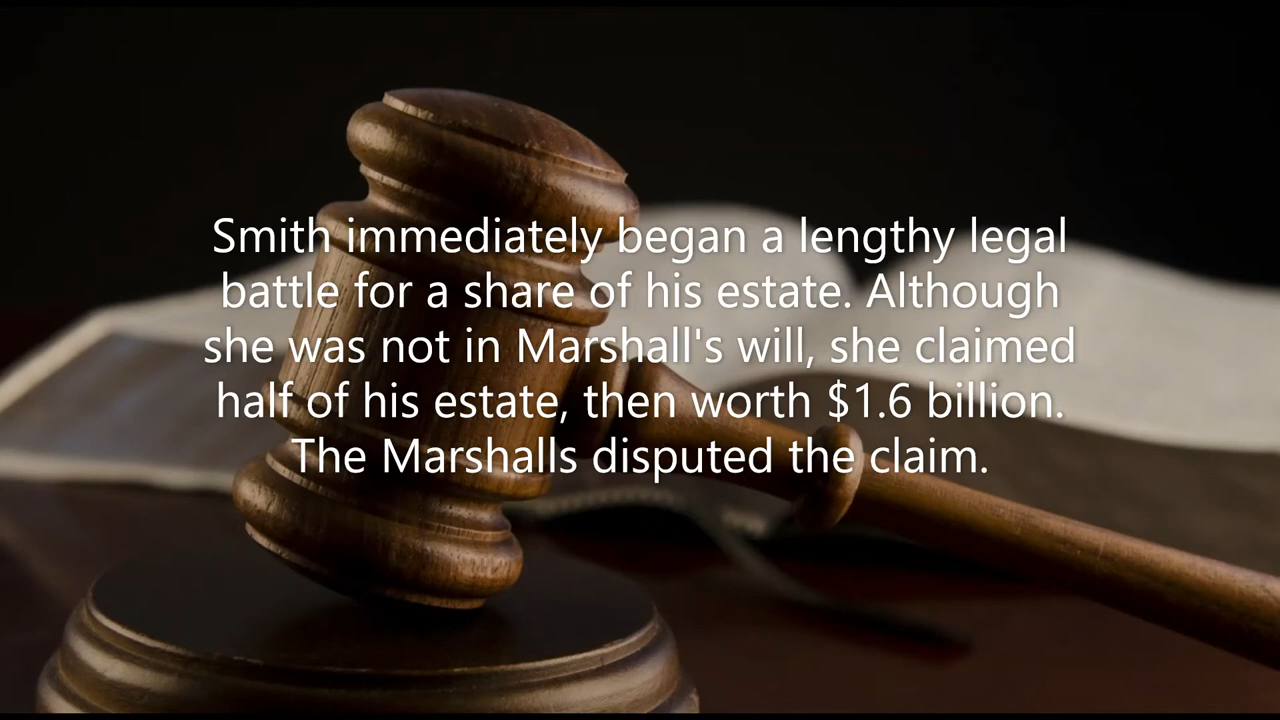 Smith immediately began a lengthy legal
battle for a share of his estate. Although
she was not in Marshall's will, she claimed
half of his estate, then worth $1.6 billion.
The Marshalls disputed the claim.